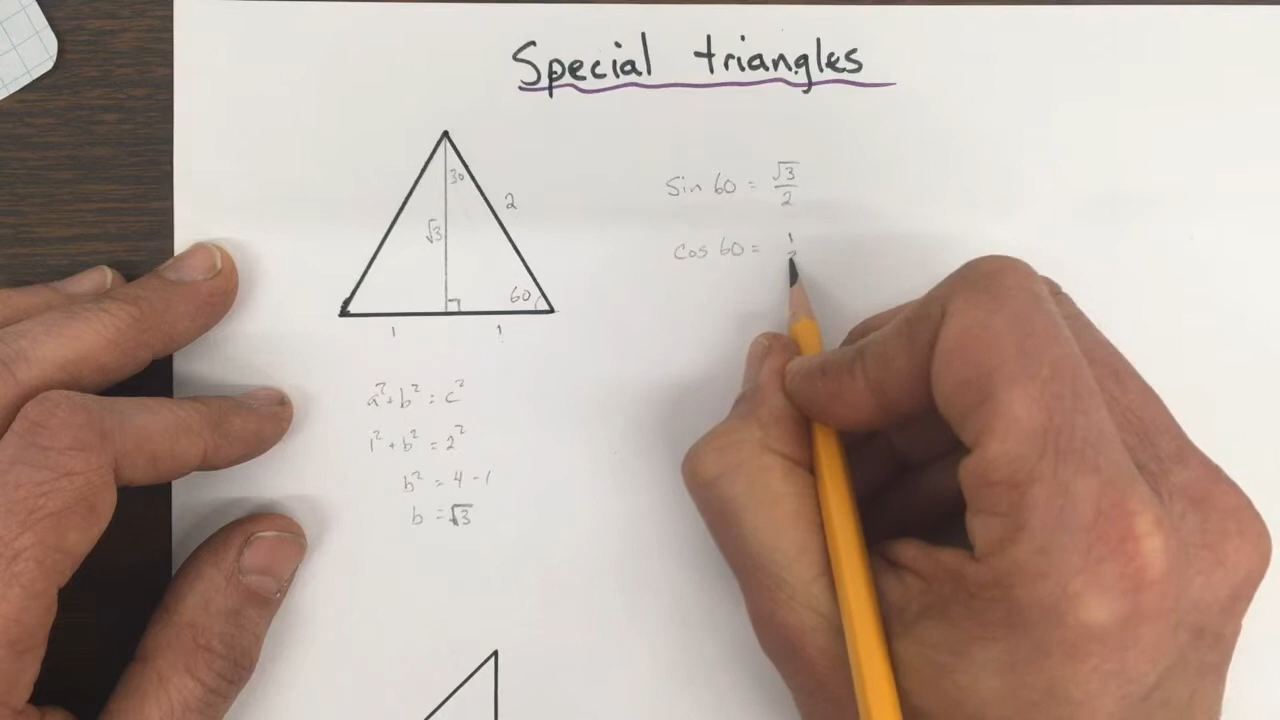 Special triangles
30
2
√3
60
1 1
sin 60 = √3/2
cos 60 = 1/2
a² + b² = c²
1² + b² = 2²
b² = 4 - 1
b = √3